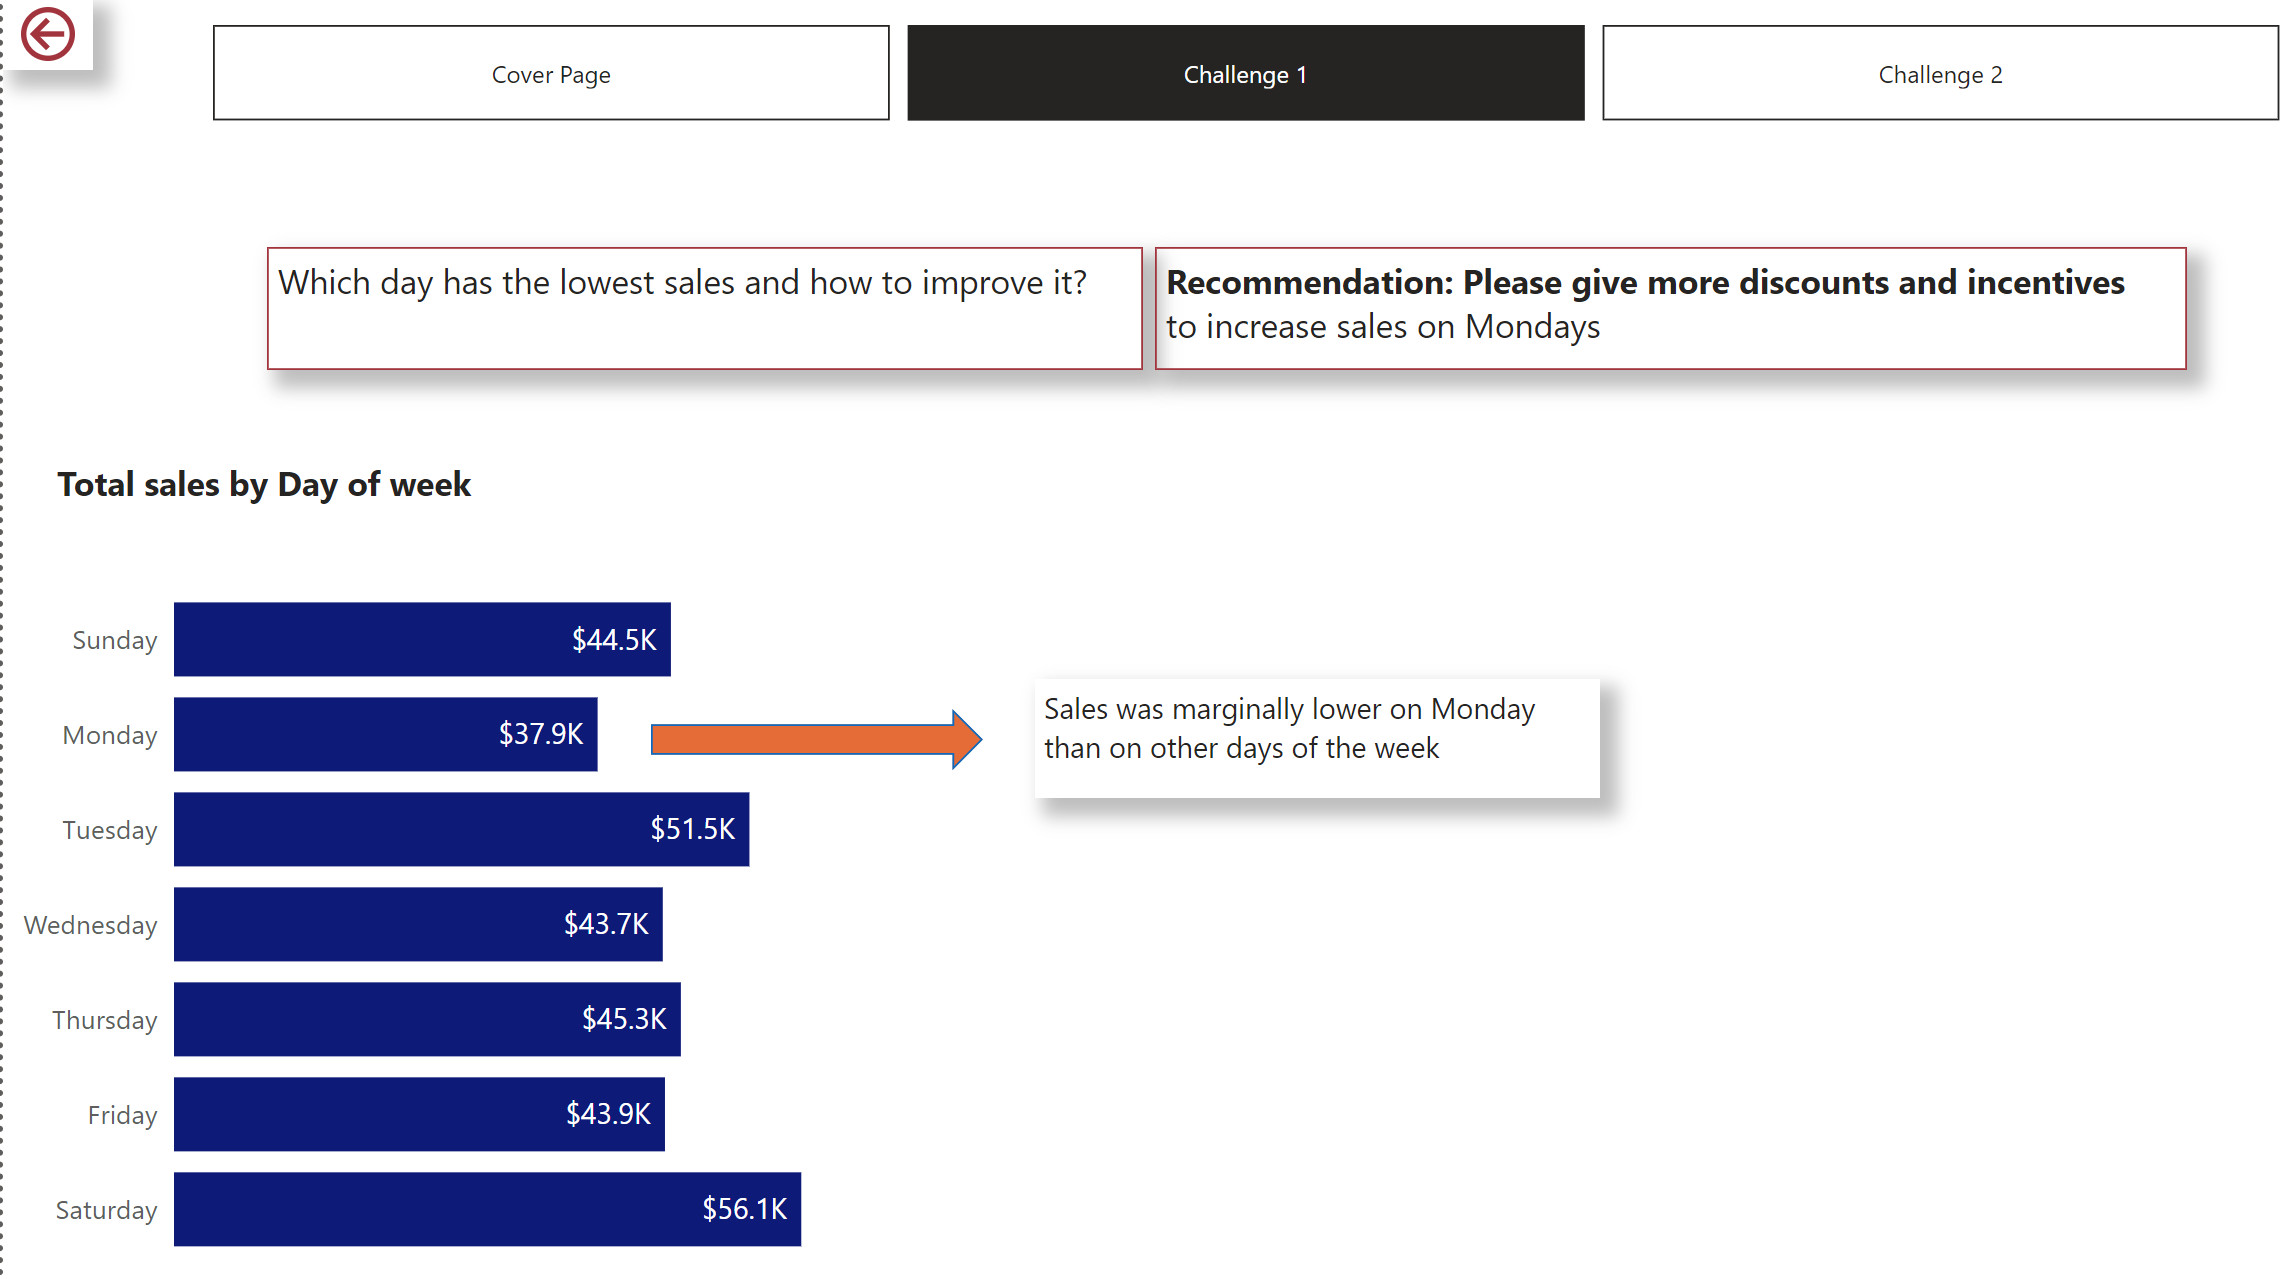 Cover Page
Challenge 1
Challenge 2
Which day has the lowest sales and how to improve it?
Recommendation: Please give more discounts and incentives
to increase sales on Mondays
Total sales by Day of week
Sunday
$44.5K
Monday
$37.9K
Sales was marginally lower on Monday
than on other days of the week
Tuesday
$51.5K
Wednesday
$43.7K
Thursday
$45.3K
Friday
$43.9K
Saturday
$56.1K